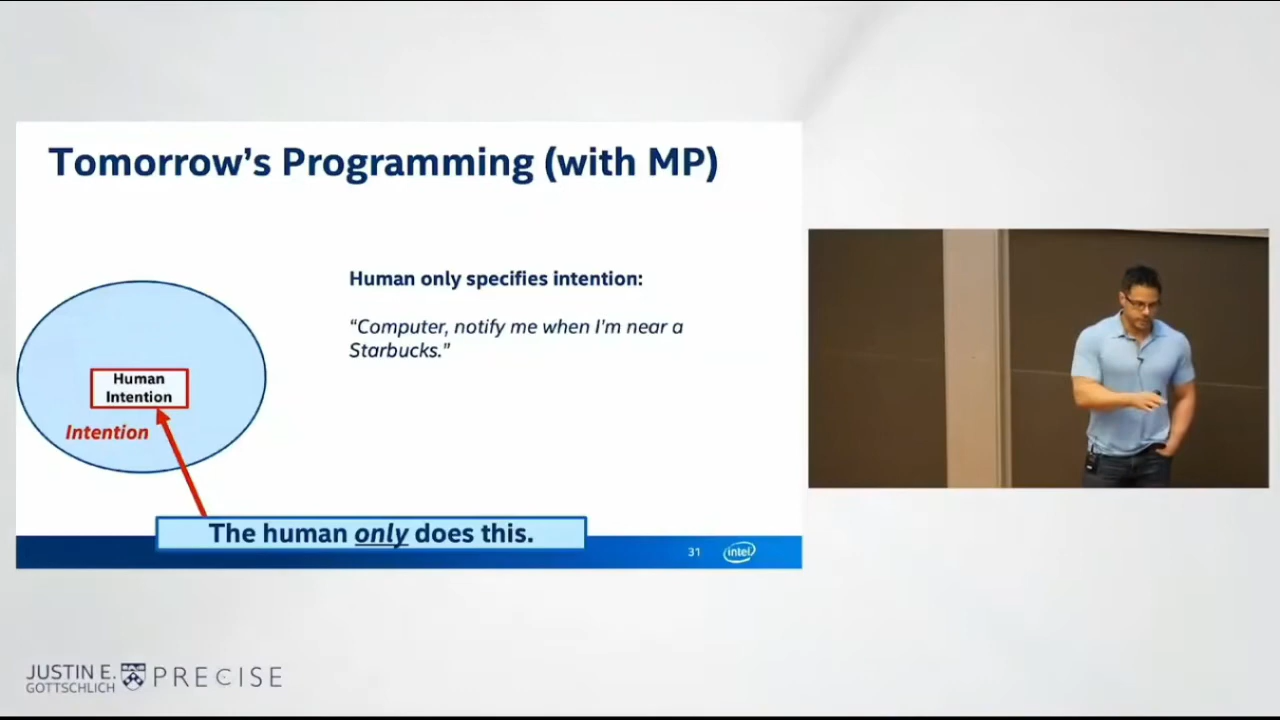 Tomorrow's Programming (with MP)
Human only specifies intention:
“Computer, notify me when I'm near a
Starbucks."
Human
Intention
Intention
The human only does this.
31
intel
JUSTIN E.
GOTTSCHLICH
PRECISE